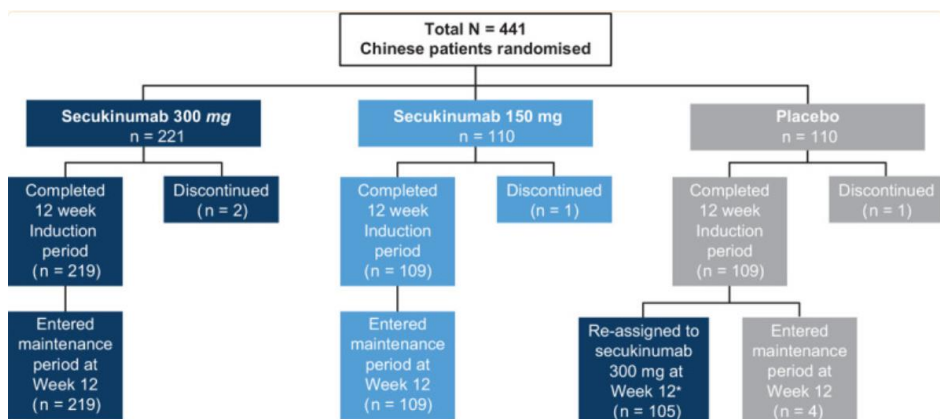 Total N = 441
Chinese patients randomised
Secukinumab 300 mg
n = 221
Secukinumab 150 mg
n = 110
Placebo
n = 110
Completed
12 week
Induction
period
(n = 219)
Discontinued
(n = 2)
Completed
12 week
Induction
period
(n = 109)
Discontinued
(n = 1)
Completed
12 week
Induction
period
(n = 109)
Discontinued
(n = 1)
Entered
maintenance
period at
Week 12
(n = 219)
Entered
maintenance
period at
Week 12
(n = 109)
Re-assigned to
secukinumab
300 mg at
Week 12*
(n = 105)
Entered
maintenance
period at
Week 12
(n = 4)